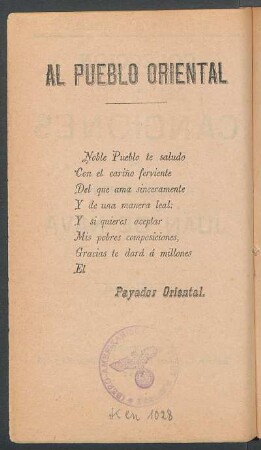 AL PUEBLO ORIENTAL
Noble Pueblo te saludo
Con el cariño ferviente
Del que ama sinceramente
Y de una manera leal;
Y si quieres aceptar
Mis pobres composiciones,
Gracias te dará á millones
El
Payador Oriental.